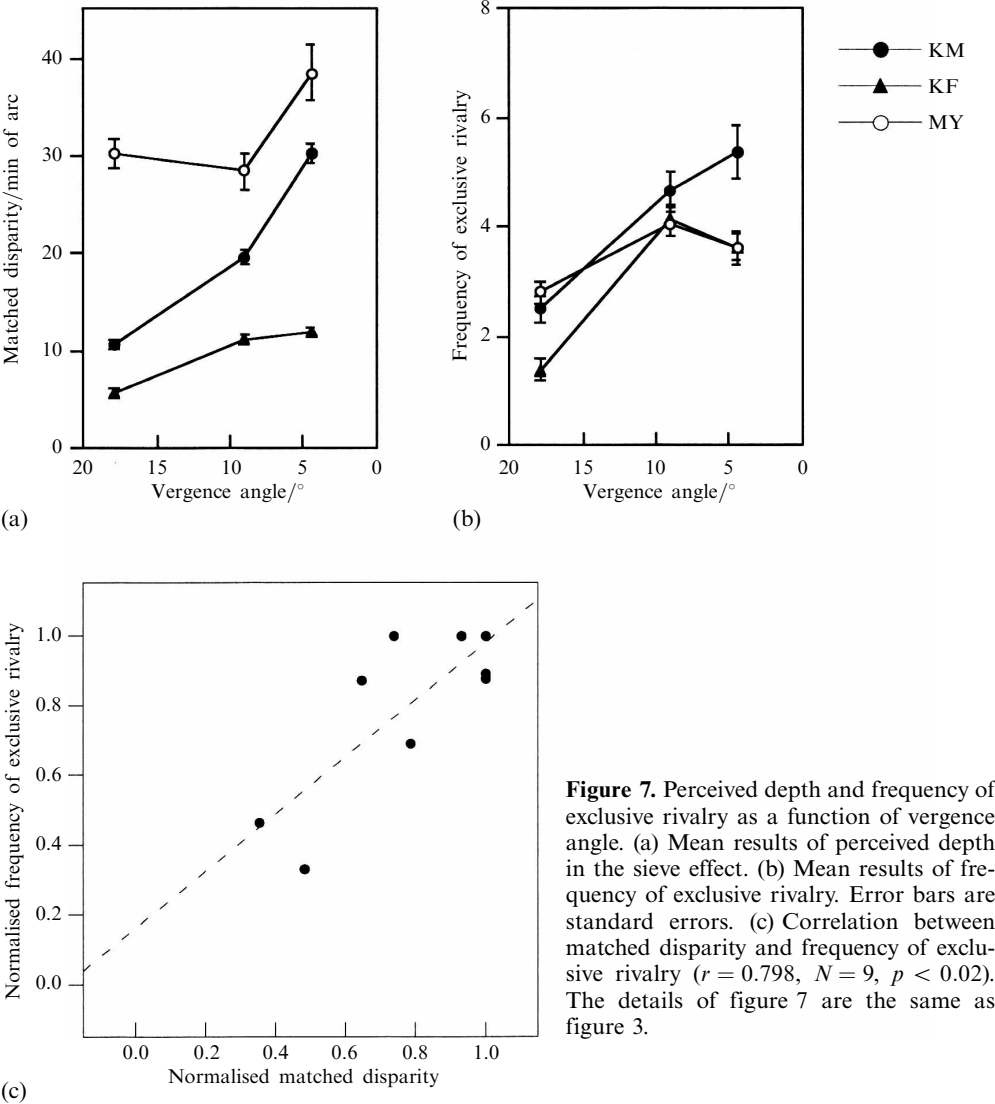 40
30
20
10
0
Matched disparity/min of arc
20 15 10 5 0
Vergence angle/°
(a)
8
6
4
2
0
Frequency of exclusive rivalry
20 15 10 5 0
Vergence angle/°
(b)
KM
KF
MY
1.0
0.8
0.6
0.4
0.2
0.0
Normalised frequency of exclusive rivalry
0.0 0.2 0.4 0.6 0.8 1.0
Normalised matched disparity
(c)
Figure 7. Perceived depth and frequency of
exclusive rivalry as a function of vergence
angle. (a) Mean results of perceived depth
in the sieve effect. (b) Mean results of fre-
quency of exclusive rivalry. Error bars are
standard errors. (c) Correlation between
matched disparity and frequency of exclu-
sive rivalry (r = 0.798, N = 9, p < 0.02).
The details of figure 7 are the same as
figure 3.